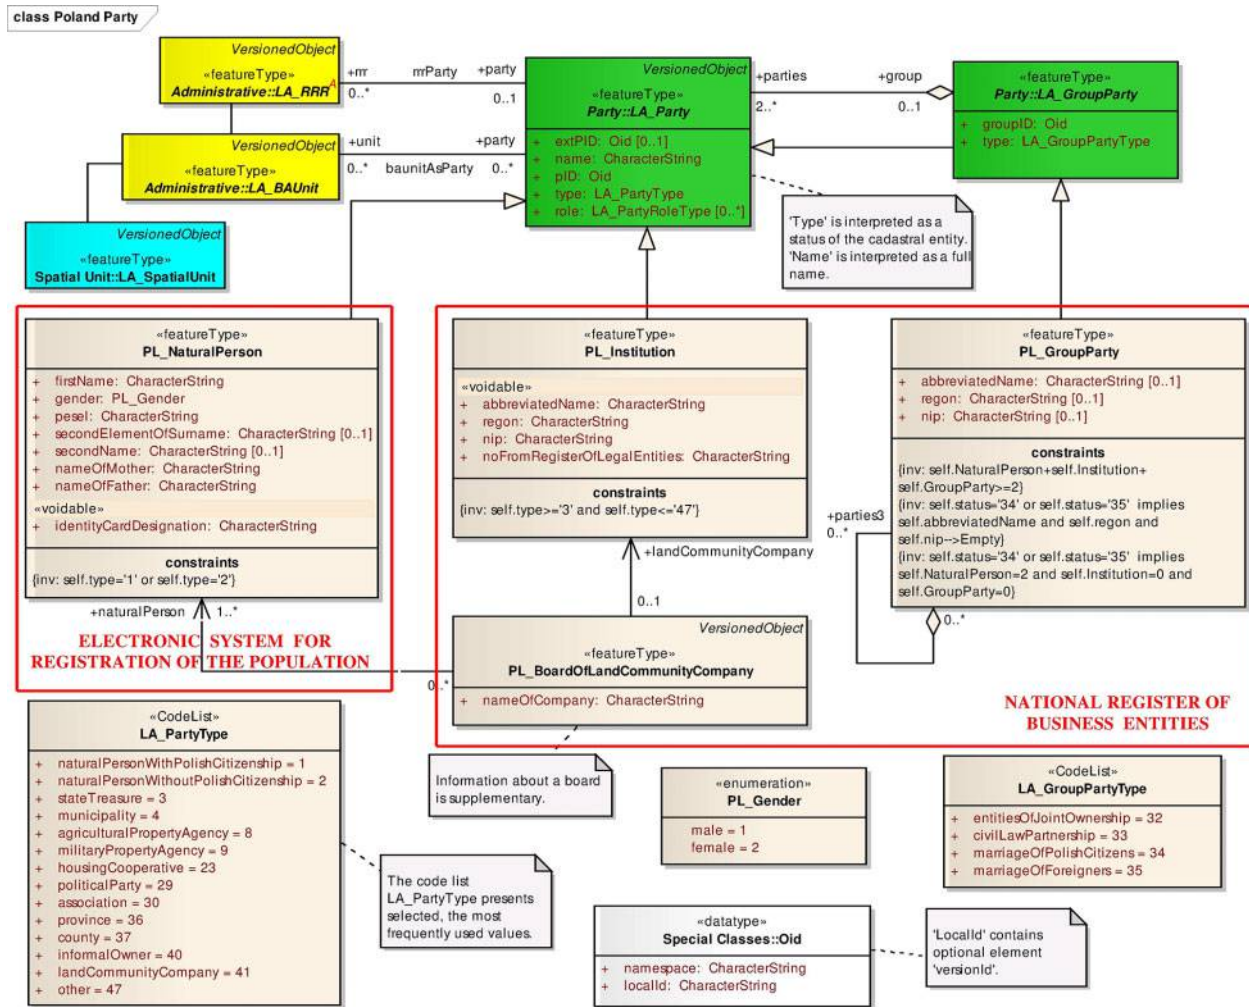 class Poland Party
VersionedObject
«featureType»
Administrative::LA_RRR
A
+rrr
rrrParty
+party
0..*
0..1
VersionedObject
«featureType»
Administrative::LA_BAUnit
+unit
+party
0..*
baunitAsParty
0..*
VersionedObject
«featureType»
Spatial Unit::LA_SpatialUnit
VersionedObject
«featureType»
Party::LA_Party
+ extPID: Oid [0..1]
+ name: CharacterString
+ pID: Oid
+ type: LA_PartyType
+ role: LA_PartyRoleType [0..*]
+parties
+group
2..*
0..1
«featureType»
Party::LA_GroupParty
+ groupID: Oid
+ type: LA_GroupPartyType
'Type' is interpreted as a
status of the cadastral entity.
'Name' is interpreted as a full
name.
«featureType»
PL_NaturalPerson
+ firstName: CharacterString
+ gender: PL_Gender
+ pesel: CharacterString
+ secondElementOfSurname: CharacterString [0..1]
+ secondName: CharacterString [0..1]
+ nameOfMother: CharacterString
+ nameOfFather: CharacterString
«voidable»
+ identityCardDesignation: CharacterString
constraints
{inv: self.type='1' or self.type='2'}
+naturalPerson
1..*
ELECTRONIC SYSTEM FOR
REGISTRATION OF THE POPULATION
«featureType»
PL_Institution
«voidable»
+ abbreviatedName: CharacterString
+ regon: CharacterString
+ nip: CharacterString
+ noFromRegisterOfLegalEntities: CharacterString
constraints
{inv: self.type>='3' and self.type<='47'}
+landCommunityCompany
0..1
VersionedObject
«featureType»
PL_BoardOfLandCommunityCompany
+ nameOfCompany: CharacterString
0..*
«featureType»
PL_GroupParty
+ abbreviatedName: CharacterString [0..1]
+ regon: CharacterString [0..1]
+ nip: CharacterString [0..1]
constraints
{inv: self.NaturalPerson+self.Institution+
self.GroupParty>=2}
{inv: self.status='34' or self.status='35' implies
self.abbreviatedName and self.regon and
self.nip-->Empty}
{inv: self.status='34' or self.status='35' implies
self.NaturalPerson=2 and self.Institution=0 and
self.GroupParty=0}
+parties3
0..*
0..*
NATIONAL REGISTER OF
BUSINESS ENTITIES
«CodeList»
LA_PartyType
+ naturalPersonWithPolishCitizenship = 1
+ naturalPersonWithoutPolishCitizenship = 2
+ stateTreasure = 3
+ municipality = 4
+ agriculturalPropertyAgency = 8
+ militaryPropertyAgency = 9
+ housingCooperative = 23
+ politicalParty = 29
+ association = 30
+ province = 36
+ county = 37
+ informalOwner = 40
+ landCommunityCompany = 41
+ other = 47
The code list
LA_PartyType presents
selected, the most
frequently used values.
Information about a board
is supplementary.
«enumeration»
PL_Gender
male = 1
female = 2
«CodeList»
LA_GroupPartyType
+ entitiesOfJointOwnership = 32
+ civilLawPartnership = 33
+ marriageOfPolishCitizens = 34
+ marriageOfForeigners = 35
«datatype»
Special Classes::Oid
+ namespace: CharacterString
+ localId: CharacterString
'LocalId' contains
optional element
'versionId'.